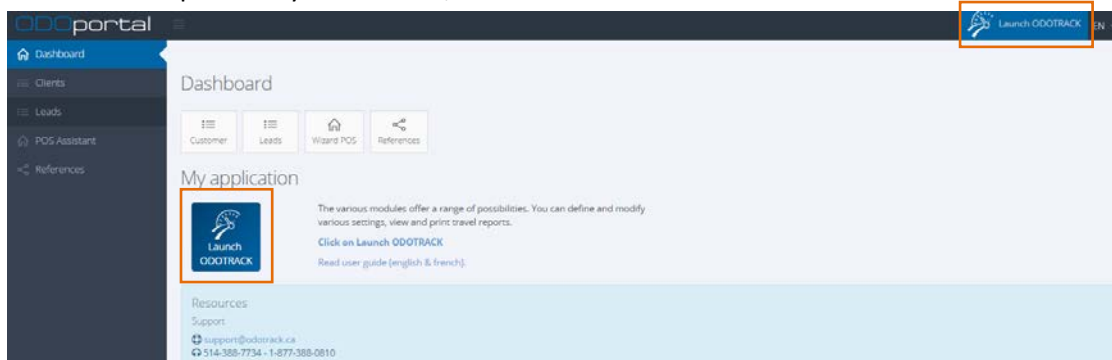 ODOportal
Launch ODOTRACK EN
Dashboard
Clients
Leads
POS Assistant
References
Dashboard
Customer Leads Wizard POS References
My application
Launch
ODOTRACK
The various modules offer a range of possibilities. You can define and modify
various settings, view and print travel reports.
Click on Launch ODOTRACK
Read user guide (english & french).
Resources
Support
support@odotrack.ca
514-388-7734 - 1-877-388-0810